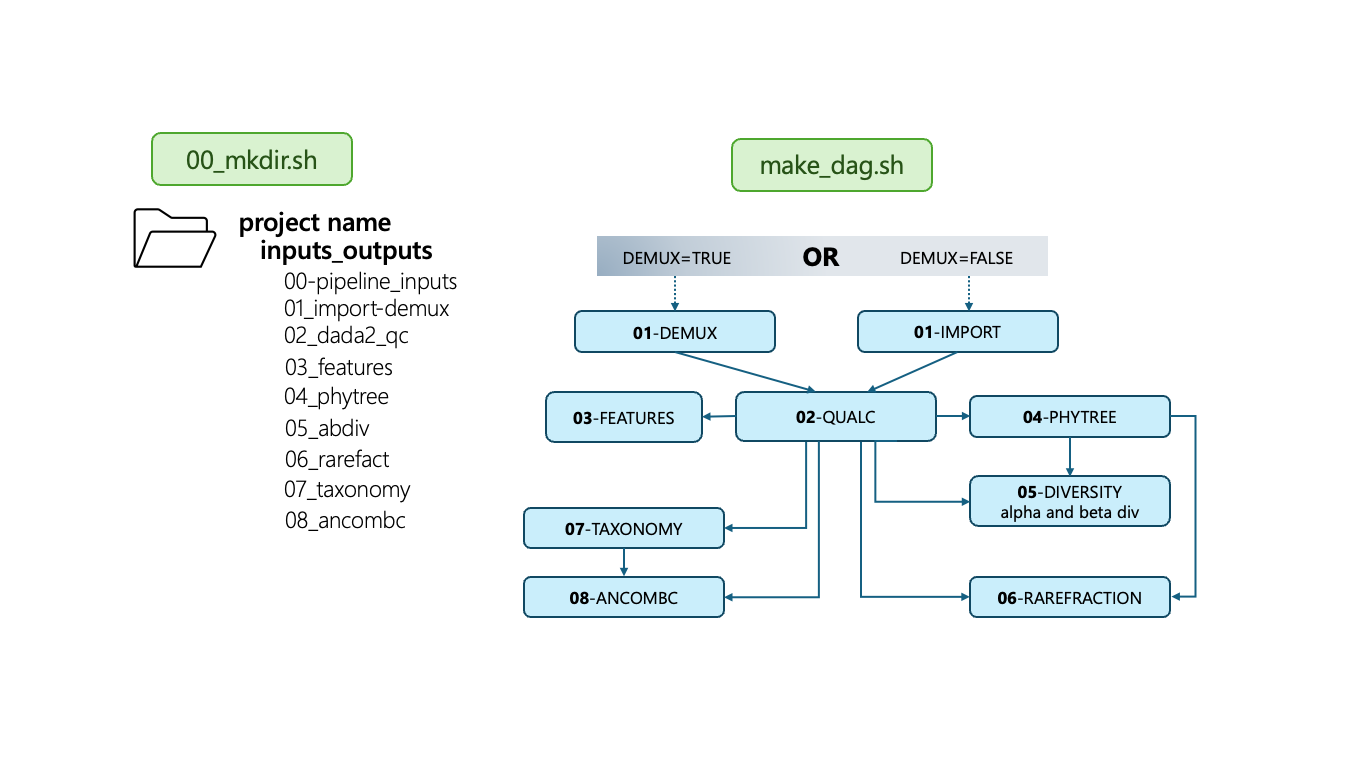 00_mkdir.sh
project name
inputs_outputs
00-pipeline_inputs
01_import-demux
02_dada2_qc
03_features
04_phytree
05_abdiv
06_rarefact
07_taxonomy
08_ancombc
make_dag.sh
DEMUX=TRUE OR DEMUX=FALSE
01-DEMUX
01-IMPORT
03-FEATURES
02-QUALC
04-PHYTREE
05-DIVERSITY
alpha and beta div
07-TAXONOMY
08-ANCOMBC
06-RAREFRACTION